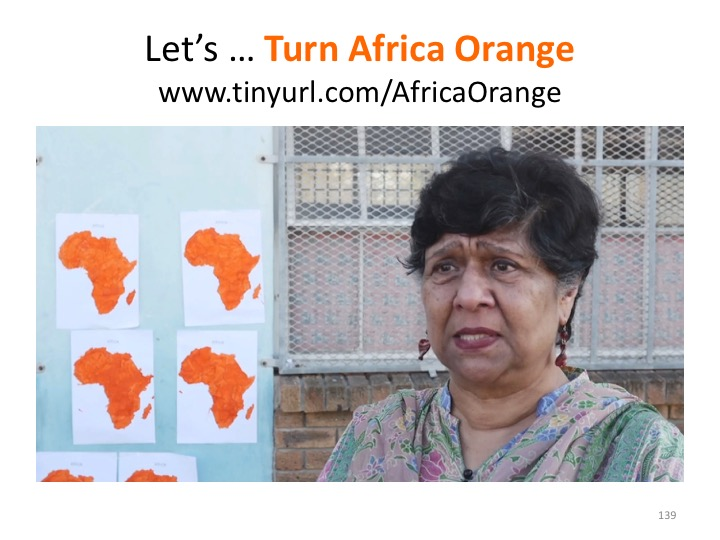 Let’s … Turn Africa Orange
www.tinyurl.com/AfricaOrange
139